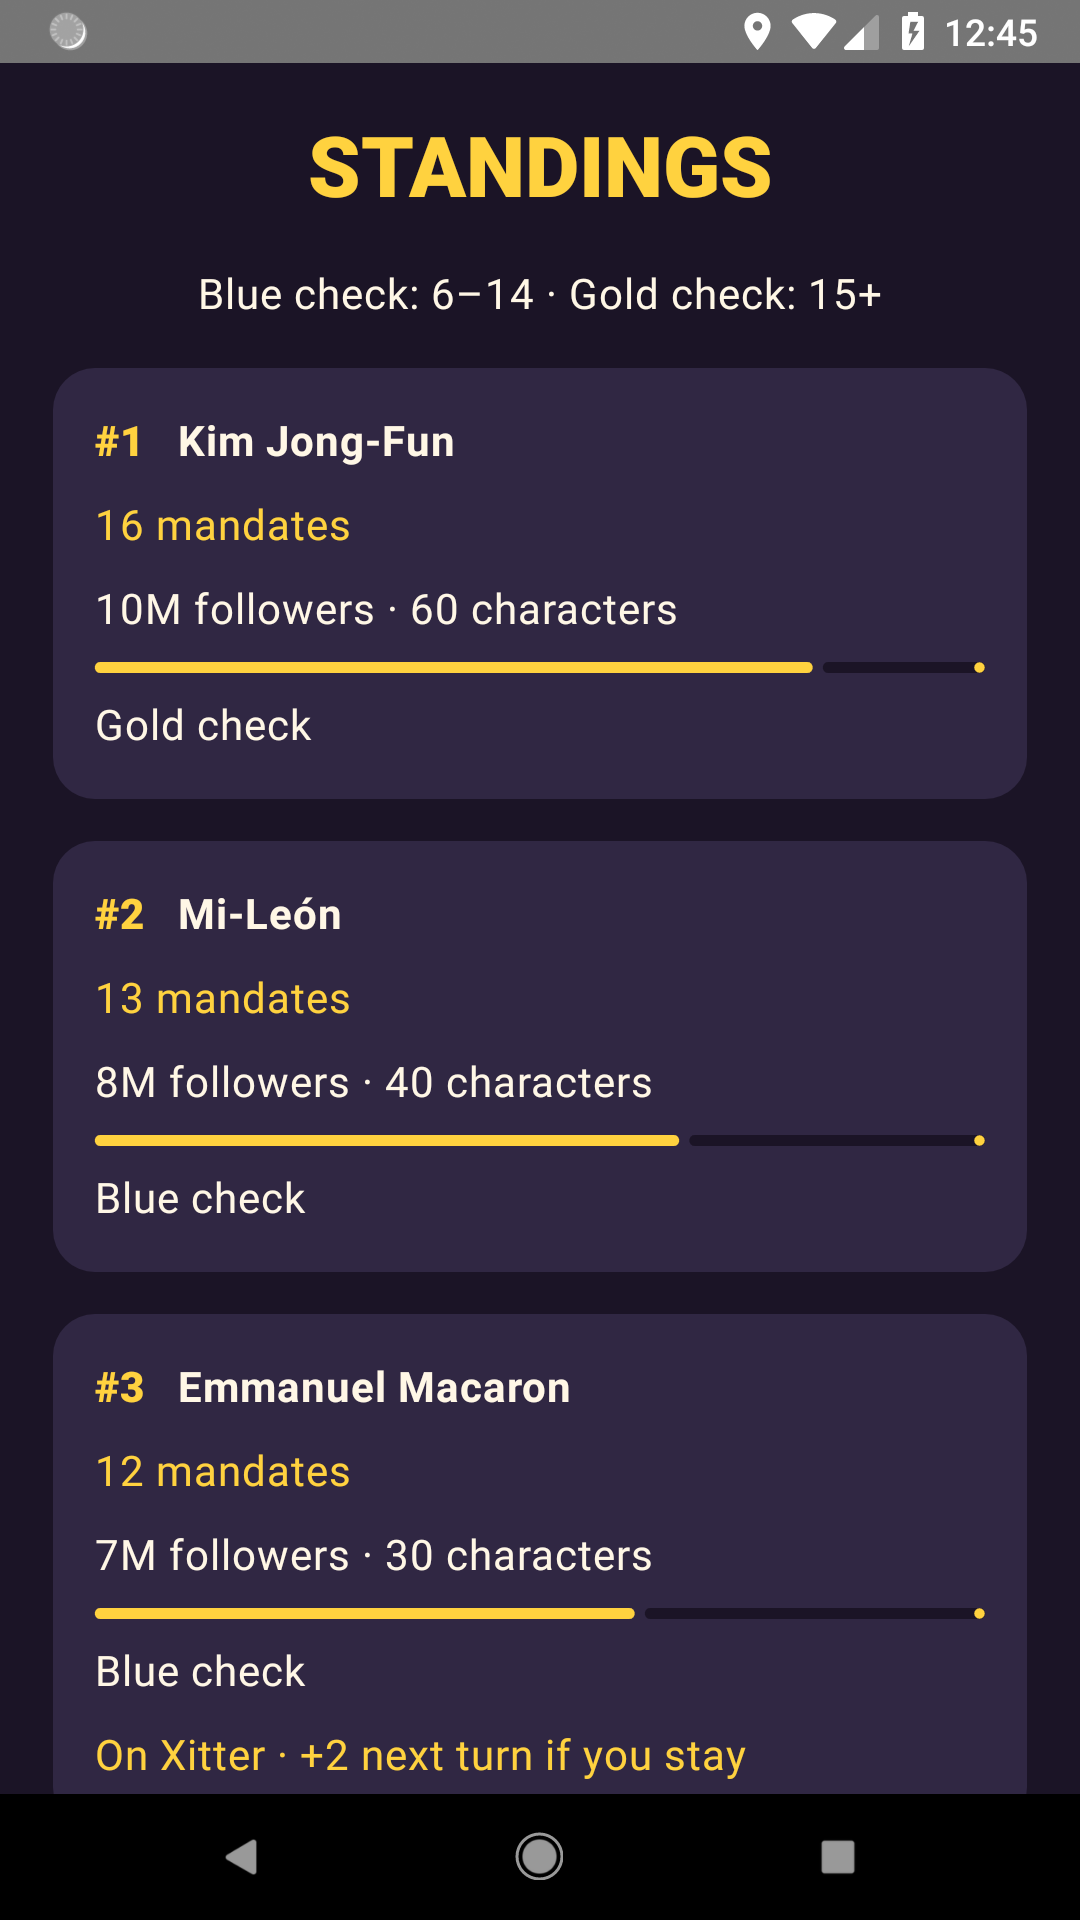 12:45
STANDINGS
Blue check: 6–14 · Gold check: 15+
#1 Kim Jong-Fun
16 mandates
10M followers · 60 characters
Gold check
#2 Mi-León
13 mandates
8M followers · 40 characters
Blue check
#3 Emmanuel Macaron
12 mandates
7M followers · 30 characters
Blue check
On Xitter · +2 next turn if you stay